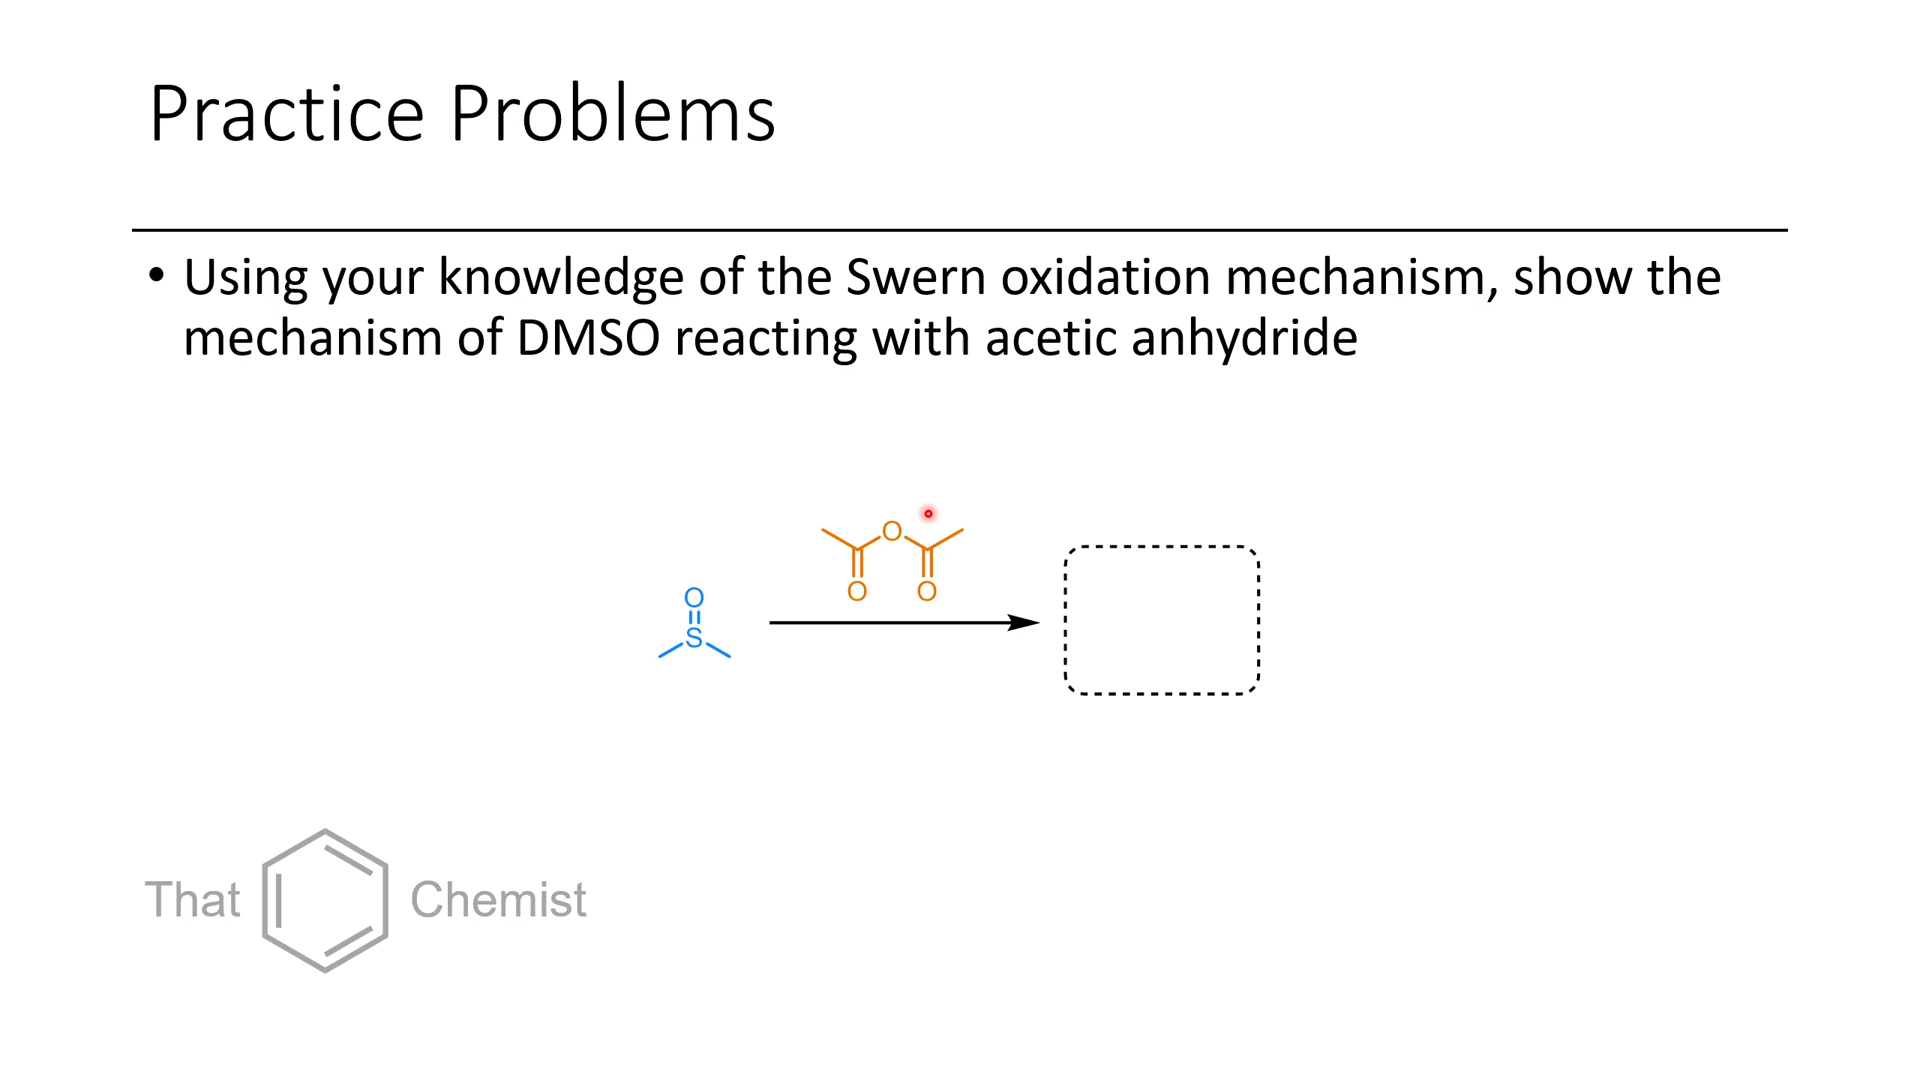 Practice Problems
• Using your knowledge of the Swern oxidation mechanism, show the
mechanism of DMSO reacting with acetic anhydride
O
O O
O
S
That Chemist